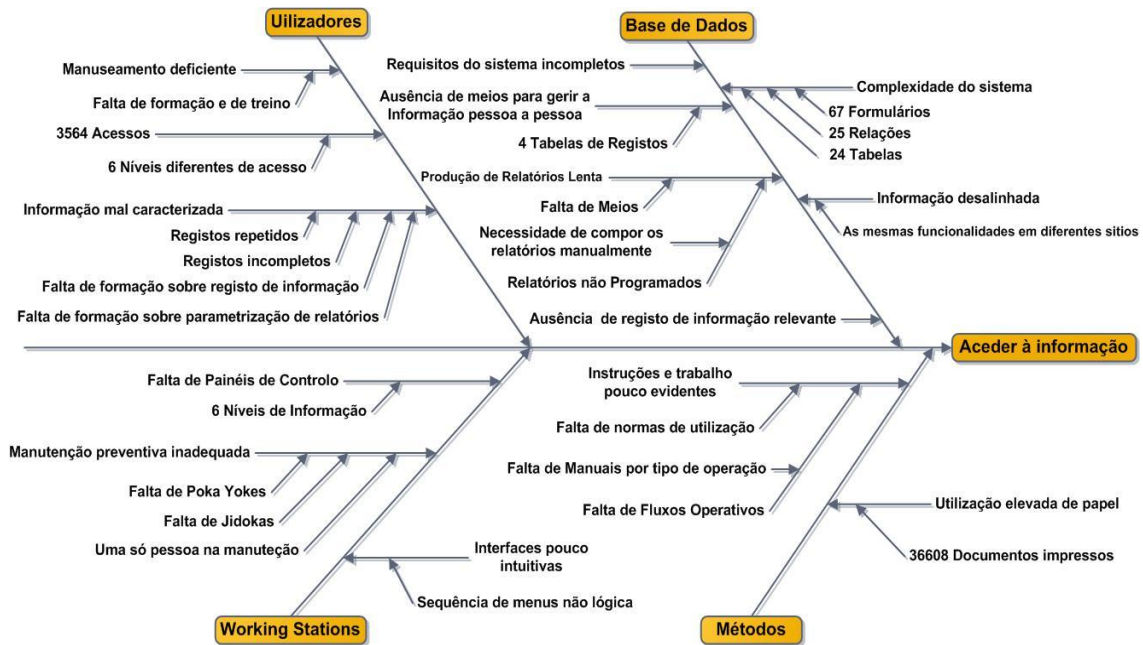 Uilizadores
Manuseamento deficiente
Falta de formação e de treino
3564 Acessos
6 Níveis diferentes de acesso
Informação mal caracterizada
Registos repetidos
Registos incompletos
Falta de formação sobre registo de informação
Falta de formação sobre parametrização de relatórios
Base de Dados
Requisitos do sistema incompletos
Ausência de meios para gerir a
Informação pessoa a pessoa
4 Tabelas de Registos
Produção de Relatórios Lenta
Falta de Meios
Necessidade de compor os
relatórios manualmente
Relatórios não Programados
Ausência de registo de informação relevante
Complexidade do sistema
67 Formulários
25 Relações
24 Tabelas
Informação desalinhada
As mesmas funcionalidades em diferentes sitios
Aceder à informação
Falta de Painéis de Controlo
6 Níveis de Informação
Manutenção preventiva inadequada
Falta de Poka Yokes
Falta de Jidokas
Uma só pessoa na manuteção
Interfaces pouco
intuitivas
Sequência de menus não lógica
Working Stations
Instruções e trabalho
pouco evidentes
Falta de normas de utilização
Falta de Manuais por tipo de operação
Falta de Fluxos Operativos
Utilização elevada de papel
36608 Documentos impressos
Métodos